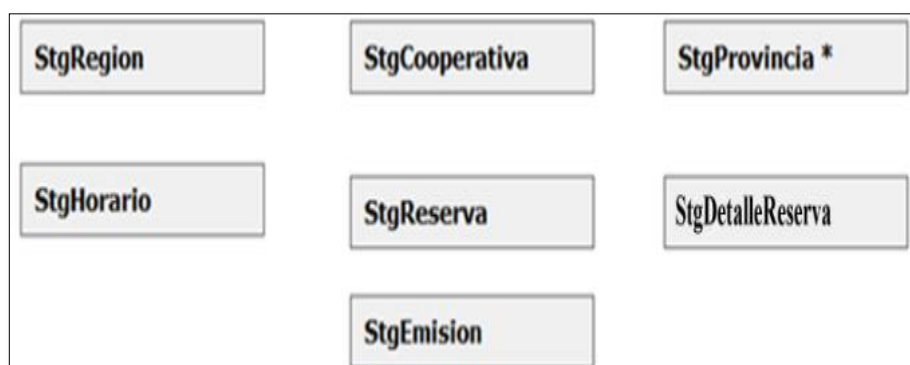 StgRegion
StgCooperativa
StgProvincia *
StgHorario
StgReserva
StgDetalleReserva
StgEmision